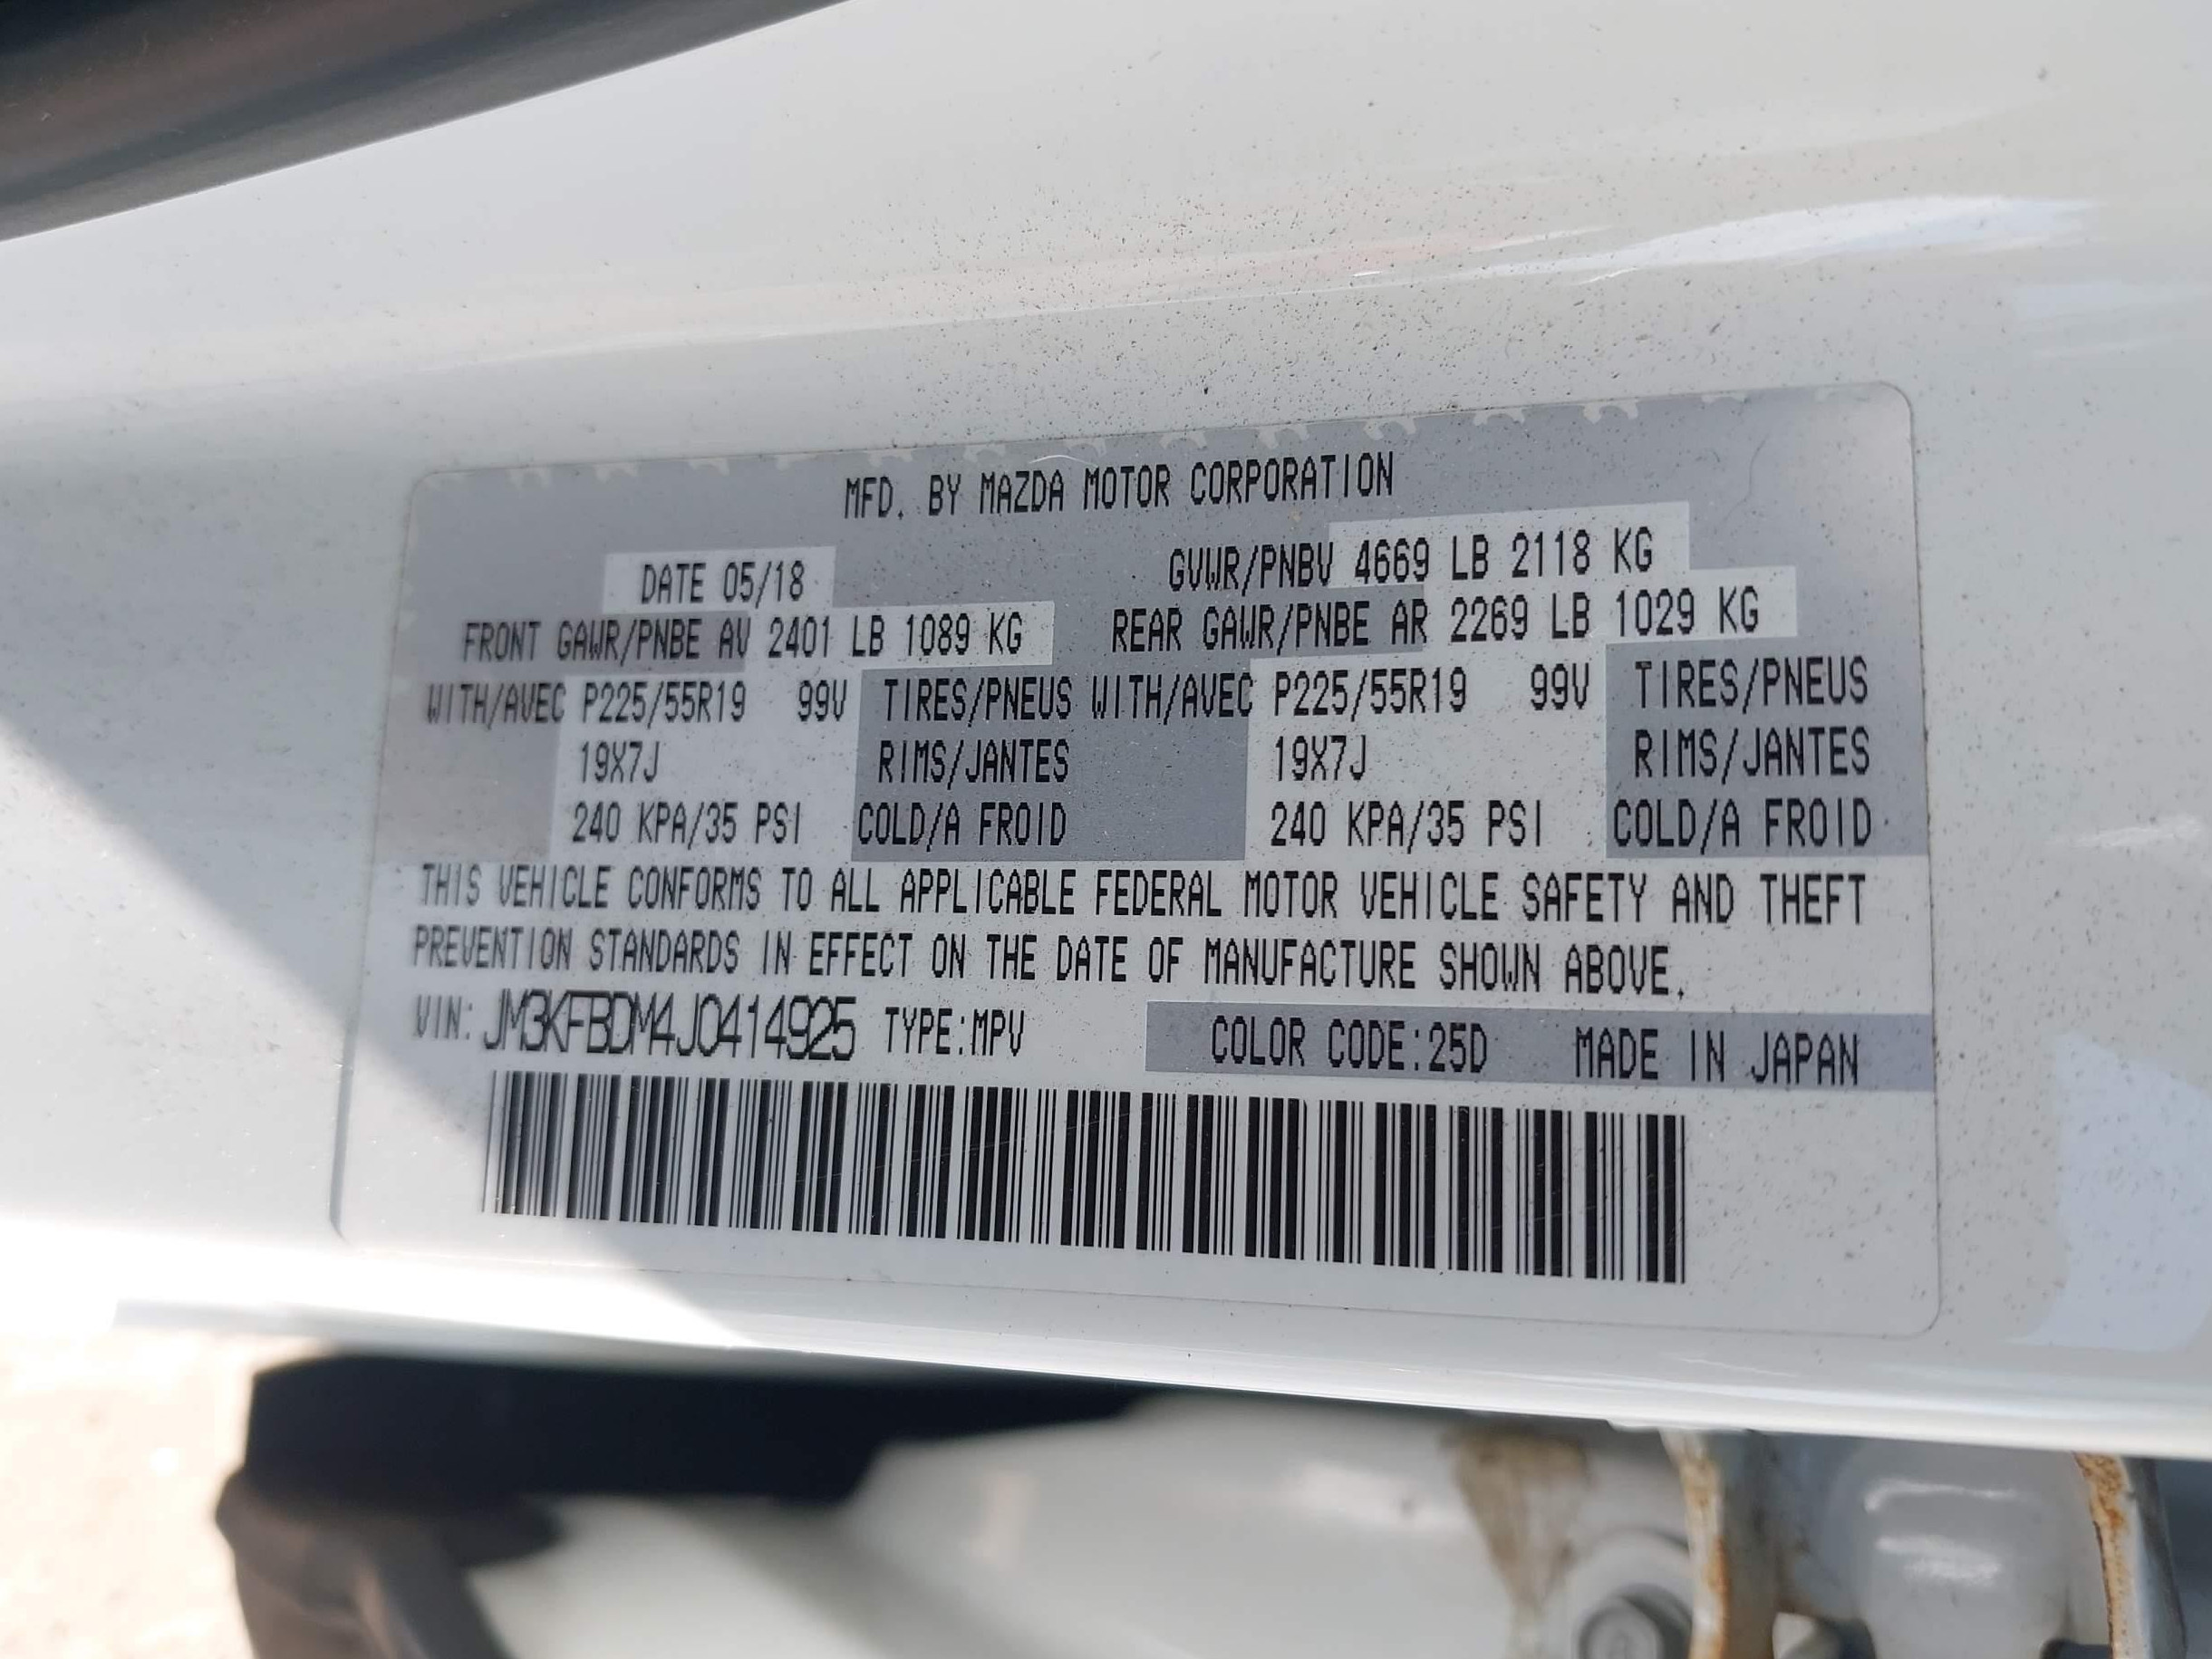 MFD. BY MAZDA MOTOR CORPORATION
DATE 05/18 GVWR/PNBV 4669 LB 2118 KG
FRONT GAWR/PNBE AV 2401 LB 1089 KG REAR GAWR/PNBE AR 2269 LB 1029 KG
WITH/AVEC P225/55R19 99V TIRES/PNEUS WITH/AVEC P225/55R19 99V TIRES/PNEUS
19X7J RIMS/JANTES 19X7J RIMS/JANTES
240 KPA/35 PSI COLD/A FROID 240 KPA/35 PSI COLD/A FROID
THIS VEHICLE CONFORMS TO ALL APPLICABLE FEDERAL MOTOR VEHICLE SAFETY AND THEFT
PREVENTION STANDARDS IN EFFECT ON THE DATE OF MANUFACTURE SHOWN ABOVE.
VIN: JM3KFBDM4J0414925 TYPE:MPV COLOR CODE:25D MADE IN JAPAN